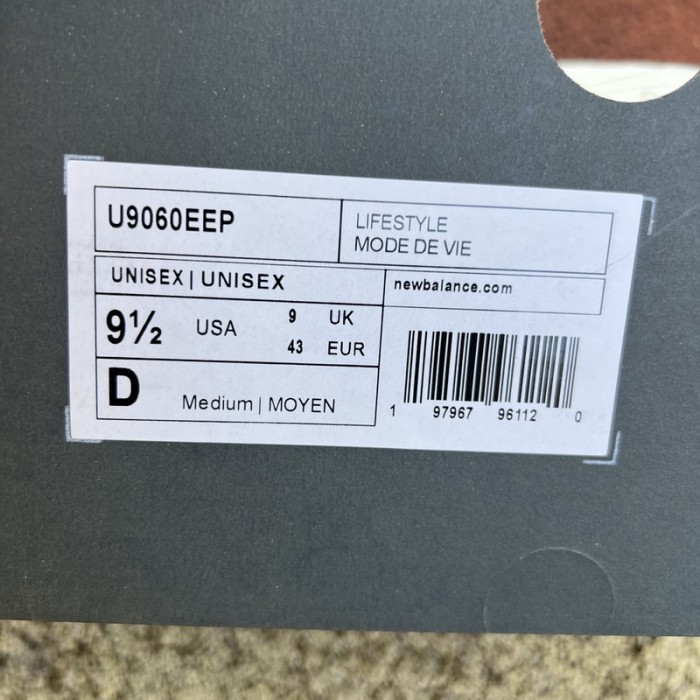 U9060EEP
LIFESTYLE
MODE DE VIE
UNISEX | UNISEX
newbalance.com
9½ USA 9 UK
43 EUR
D Medium | MOYEN
1 97967 96112 0